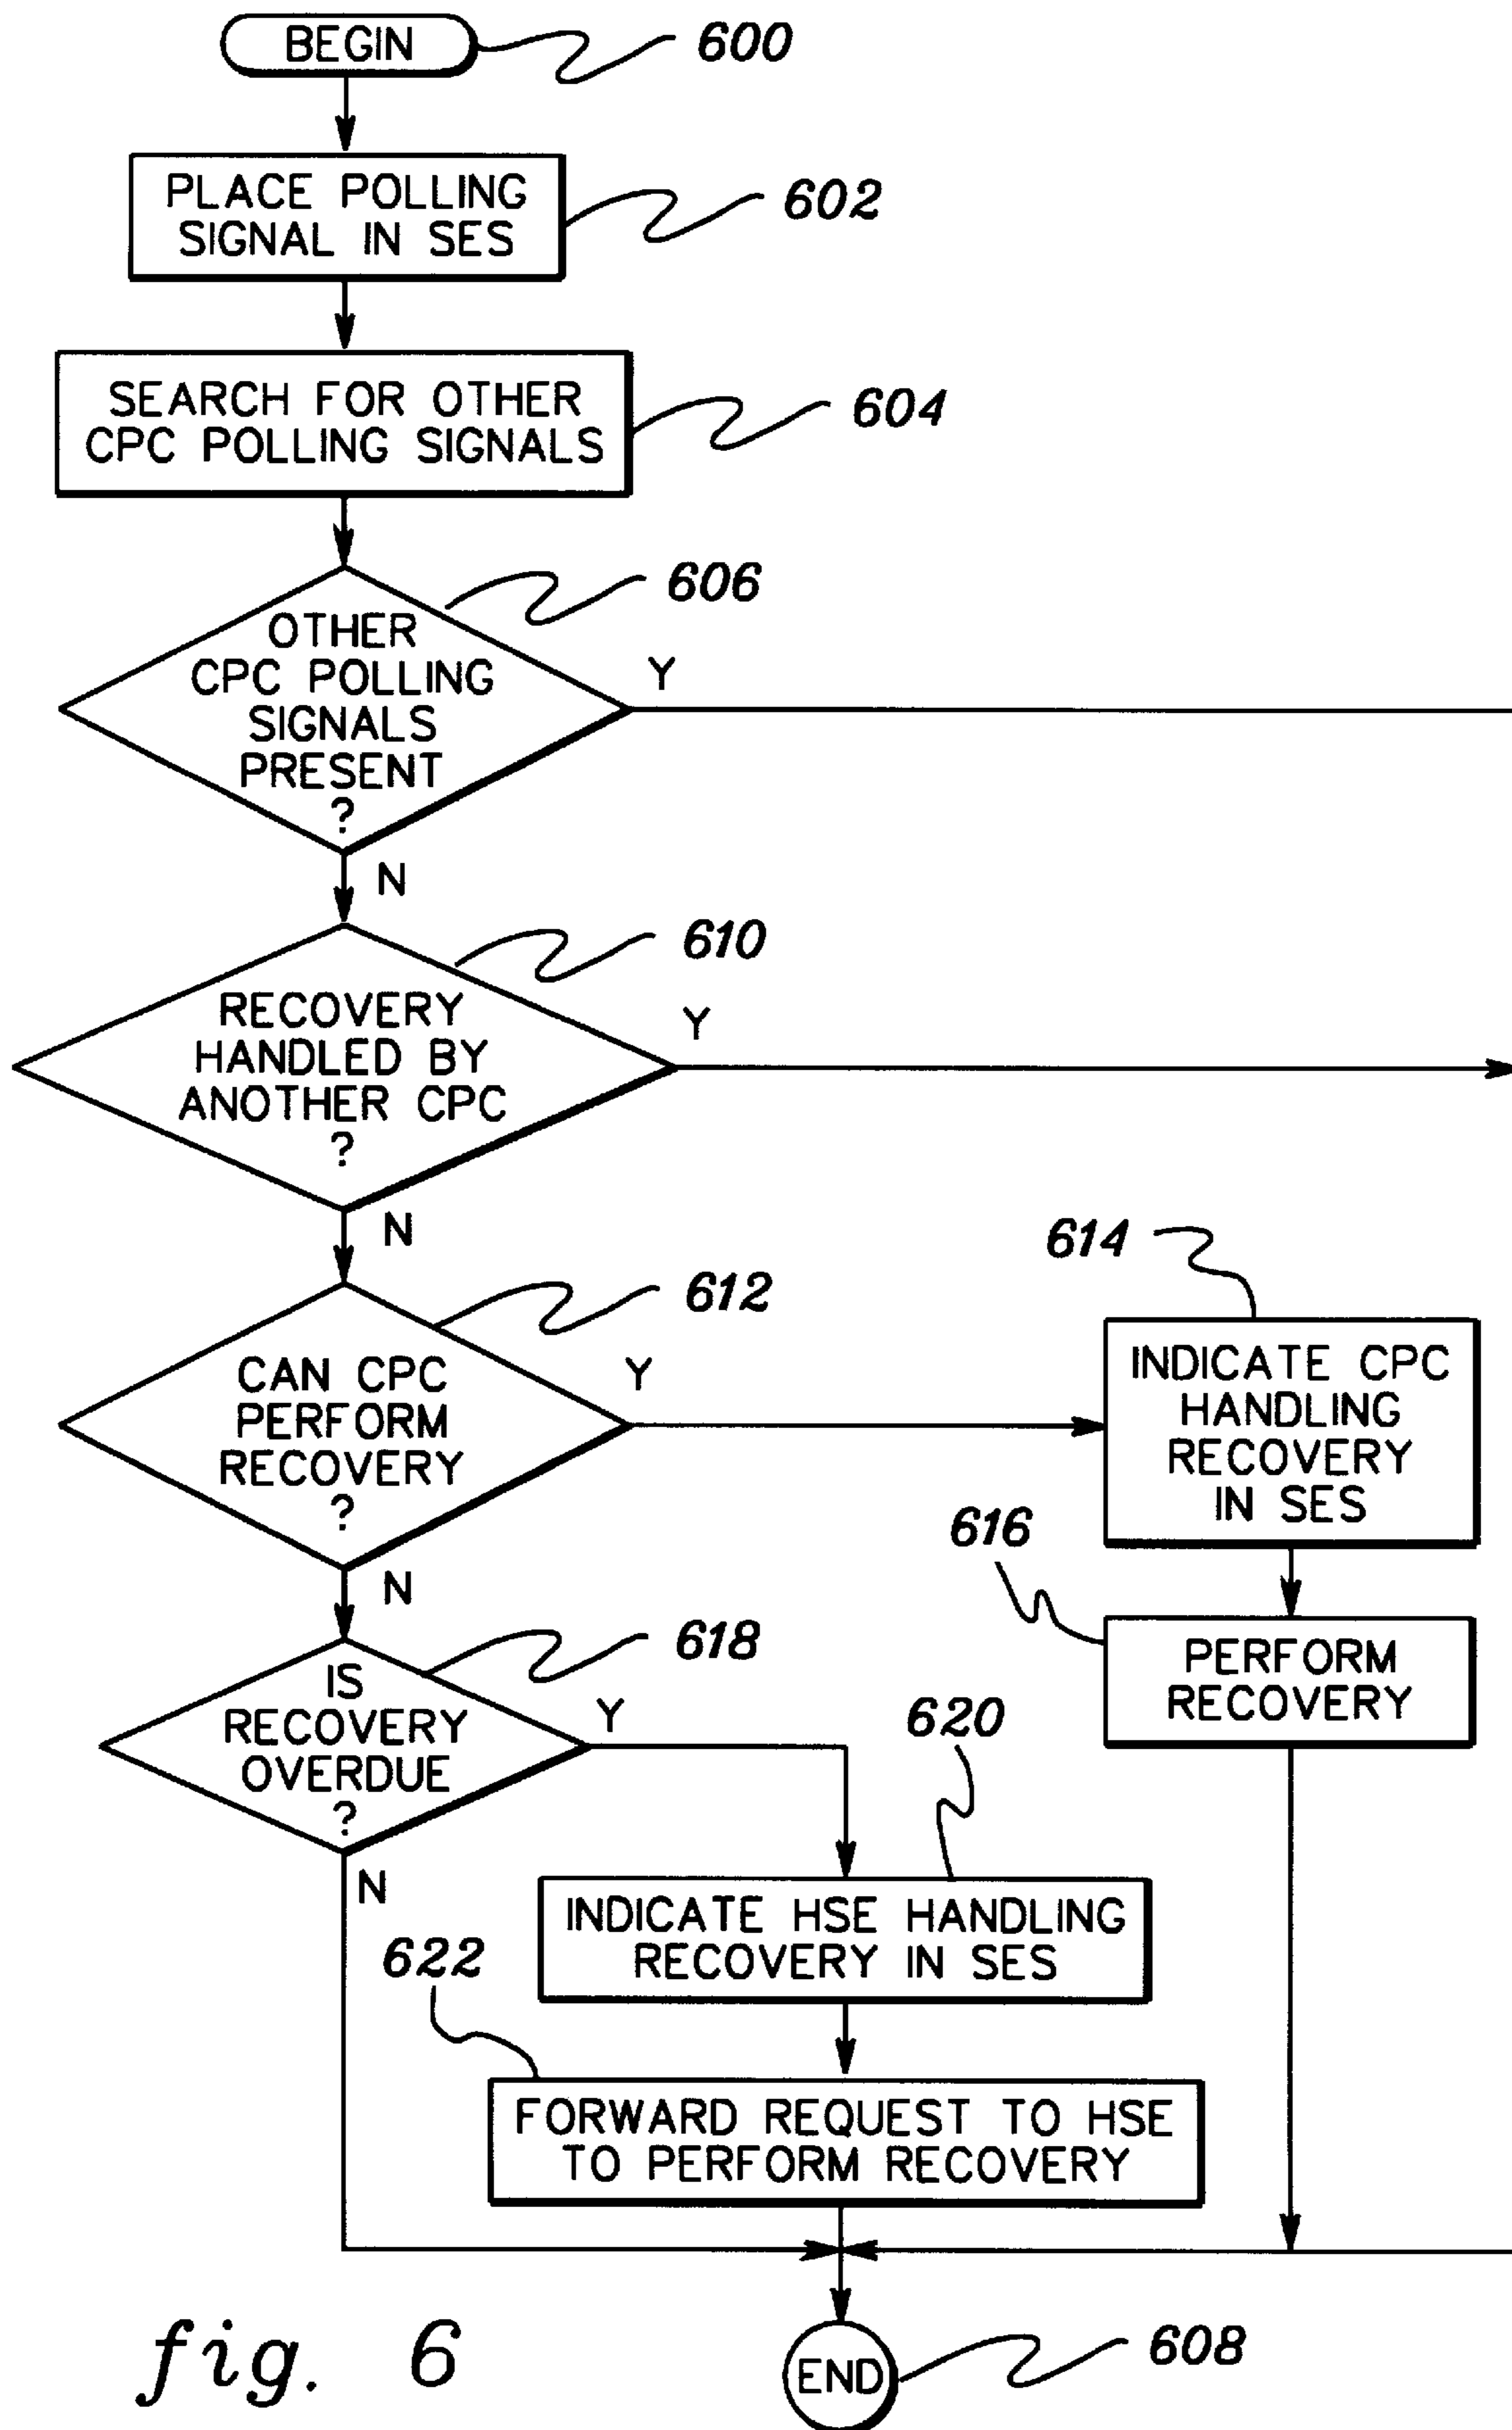 BEGIN
600
PLACE POLLING
SIGNAL IN SES
602
SEARCH FOR OTHER
CPC POLLING SIGNALS
604
606
OTHER
CPC POLLING
SIGNALS
PRESENT
?
Y
N
610
RECOVERY
HANDLED BY
ANOTHER CPC
?
Y
N
612
CAN CPC
PERFORM
RECOVERY
?
Y
N
614
INDICATE CPC
HANDLING
RECOVERY
IN SES
616
PERFORM
RECOVERY
618
IS
RECOVERY
OVERDUE
?
Y
N
620
INDICATE HSE HANDLING
RECOVERY IN SES
622
FORWARD REQUEST TO HSE
TO PERFORM RECOVERY
END
608
fig. 6